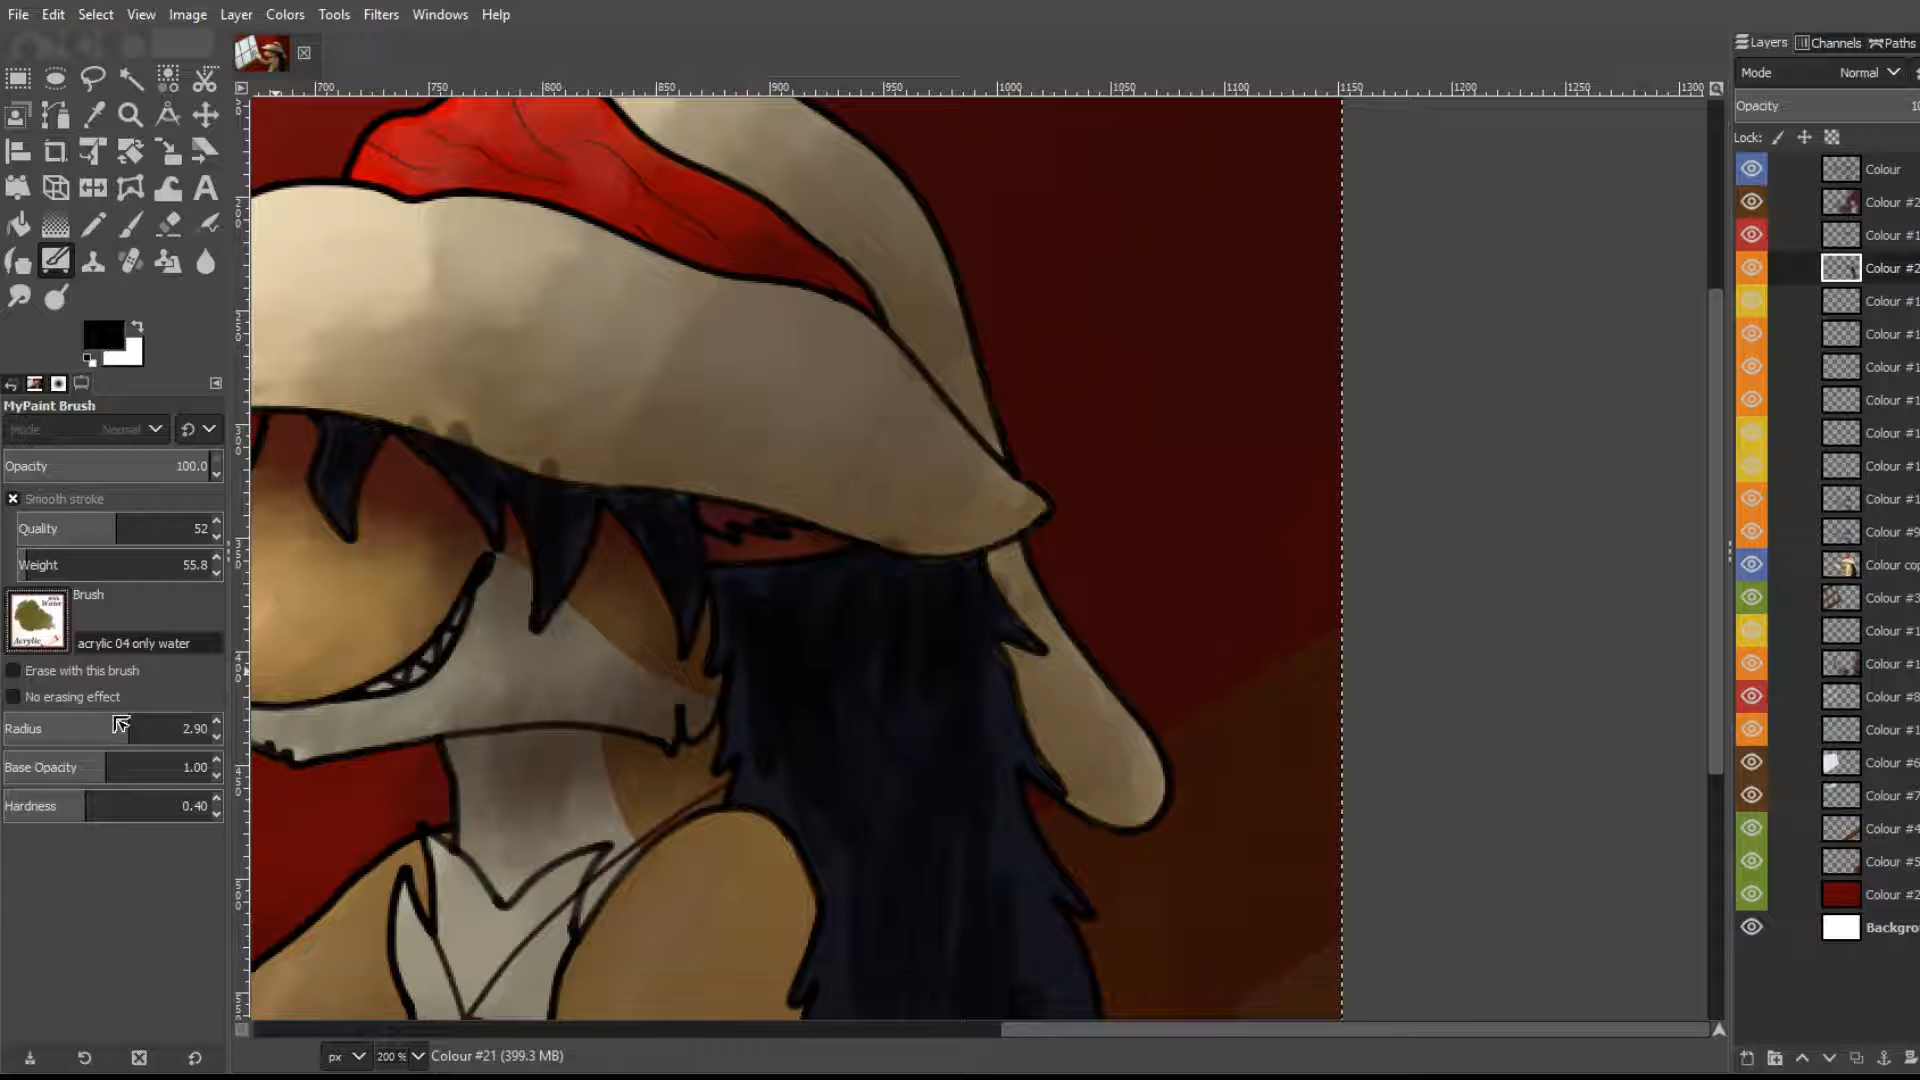 File Edit Select View Image Layer Colors Tools Filters Windows Help
Layers Channels Paths
Mode Normal
Opacity
Lock:
700 750 800 850 900 950 1000 1050 1100 1150 1200 1250 1300
Colour
Colour #2
Colour #1
Colour #2
Colour #1
Colour #1
Colour #1
Colour #1
Colour #1
Colour #1
Colour #1
Colour #9
Colour cop
Colour #3
Colour #1
Colour #1
Colour #8
Colour #1
Colour #6
Colour #7
Colour #4
Colour #5
Colour #2
Backgro
MyPaint Brush
Mode Normal
Opacity 100.0
Smooth stroke
Quality 52
Weight 55.8
Brush
Water
Acrylic
acrylic 04 only water
Erase with this brush
No erasing effect
Radius 2.90
Base Opacity 1.00
Hardness 0.40
px 200 % Colour #21 (399.3 MB)